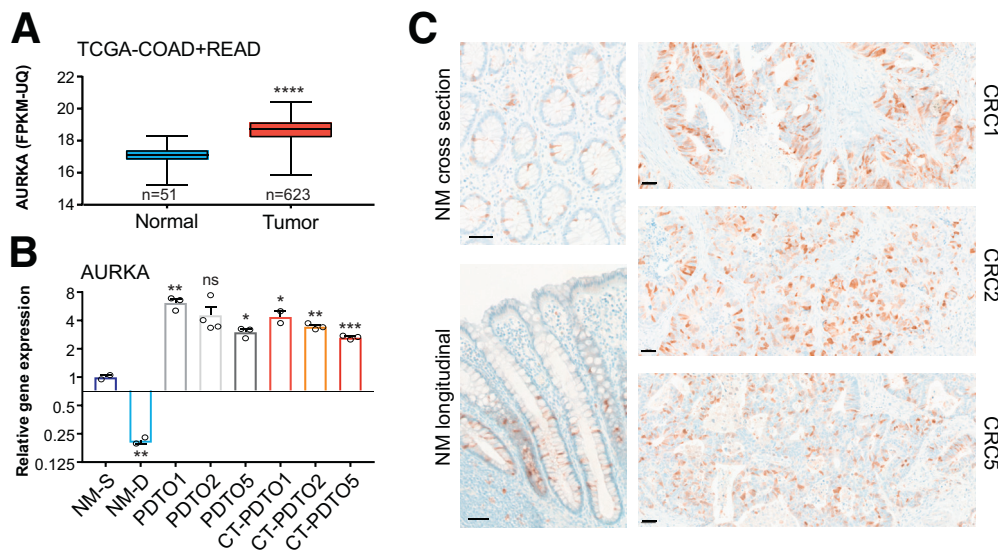 A
TCGA-COAD+READ
AURKA (FPKM-UQ)
22
20
18
16
14
****
n=51
n=623
Normal
Tumor
B
AURKA
Relative gene expression
8
4
2
1
0.5
0.25
0.125
**
**
ns
*
*
**
***
NM-S
NM-D
PDTO1
PDTO2
PDTO5
CT-PDTO1
CT-PDTO2
CT-PDTO5
C
NM cross section
NM longitudinal
CRC1
CRC2
CRC5